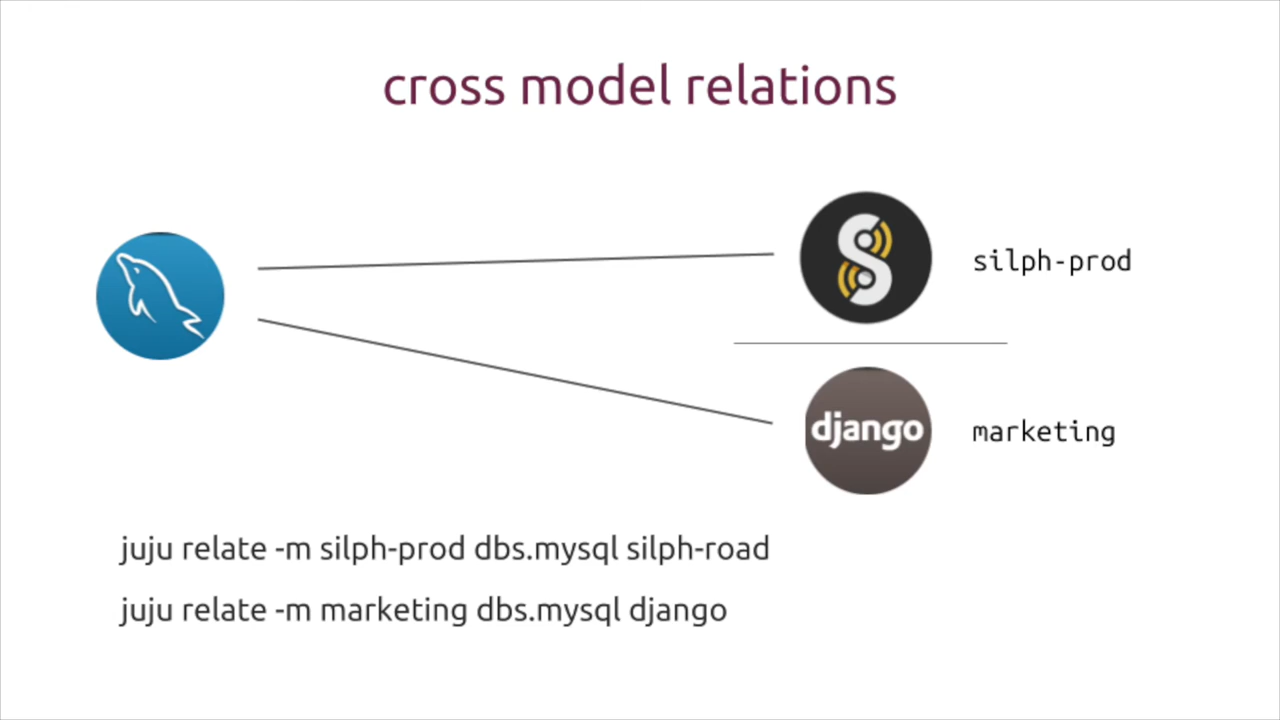 cross model relations
silph-prod
django
marketing
juju relate -m silph-prod dbs.mysql silph-road
juju relate -m marketing dbs.mysql django